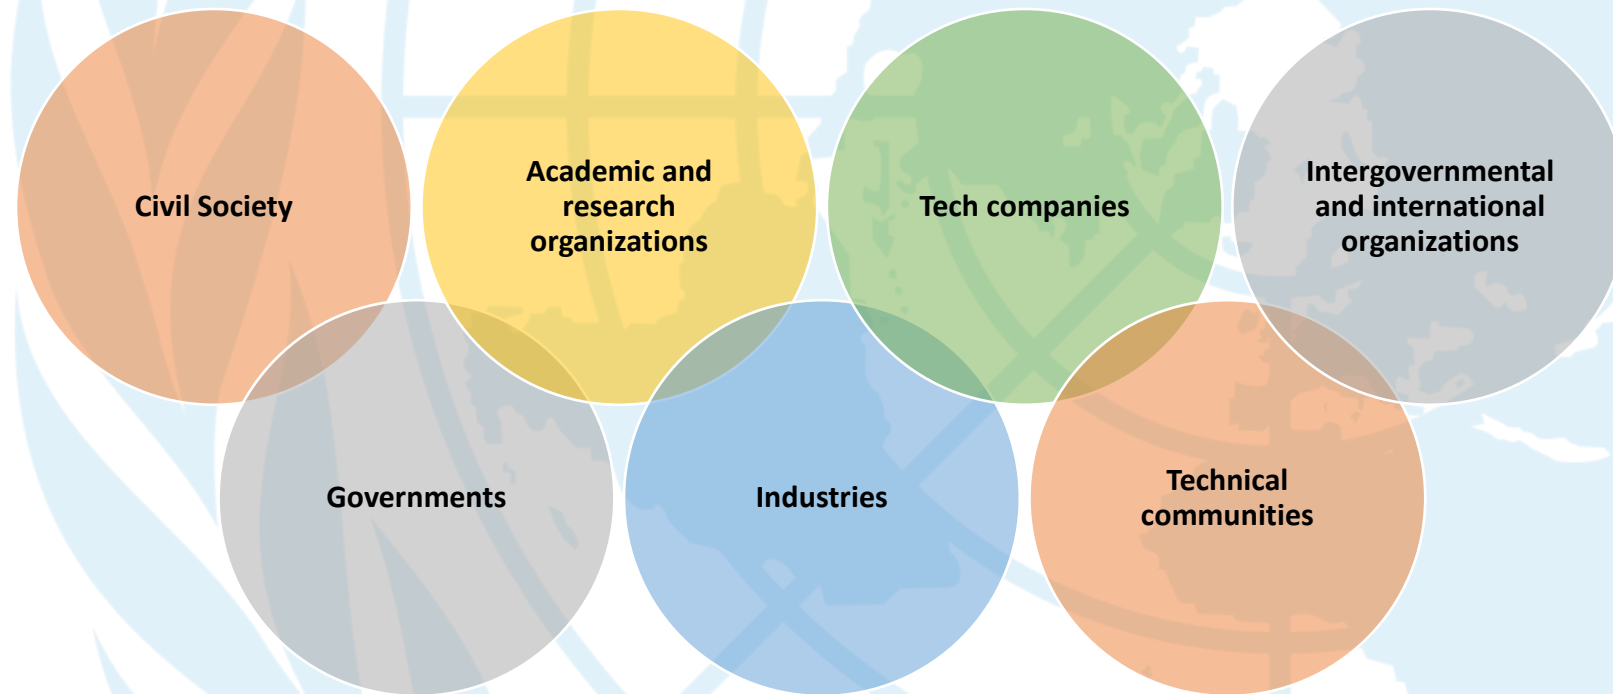 Civil Society
Academic and
research
organizations
Tech companies
Intergovernmental
and international
organizations
Governments
Industries
Technical
communities